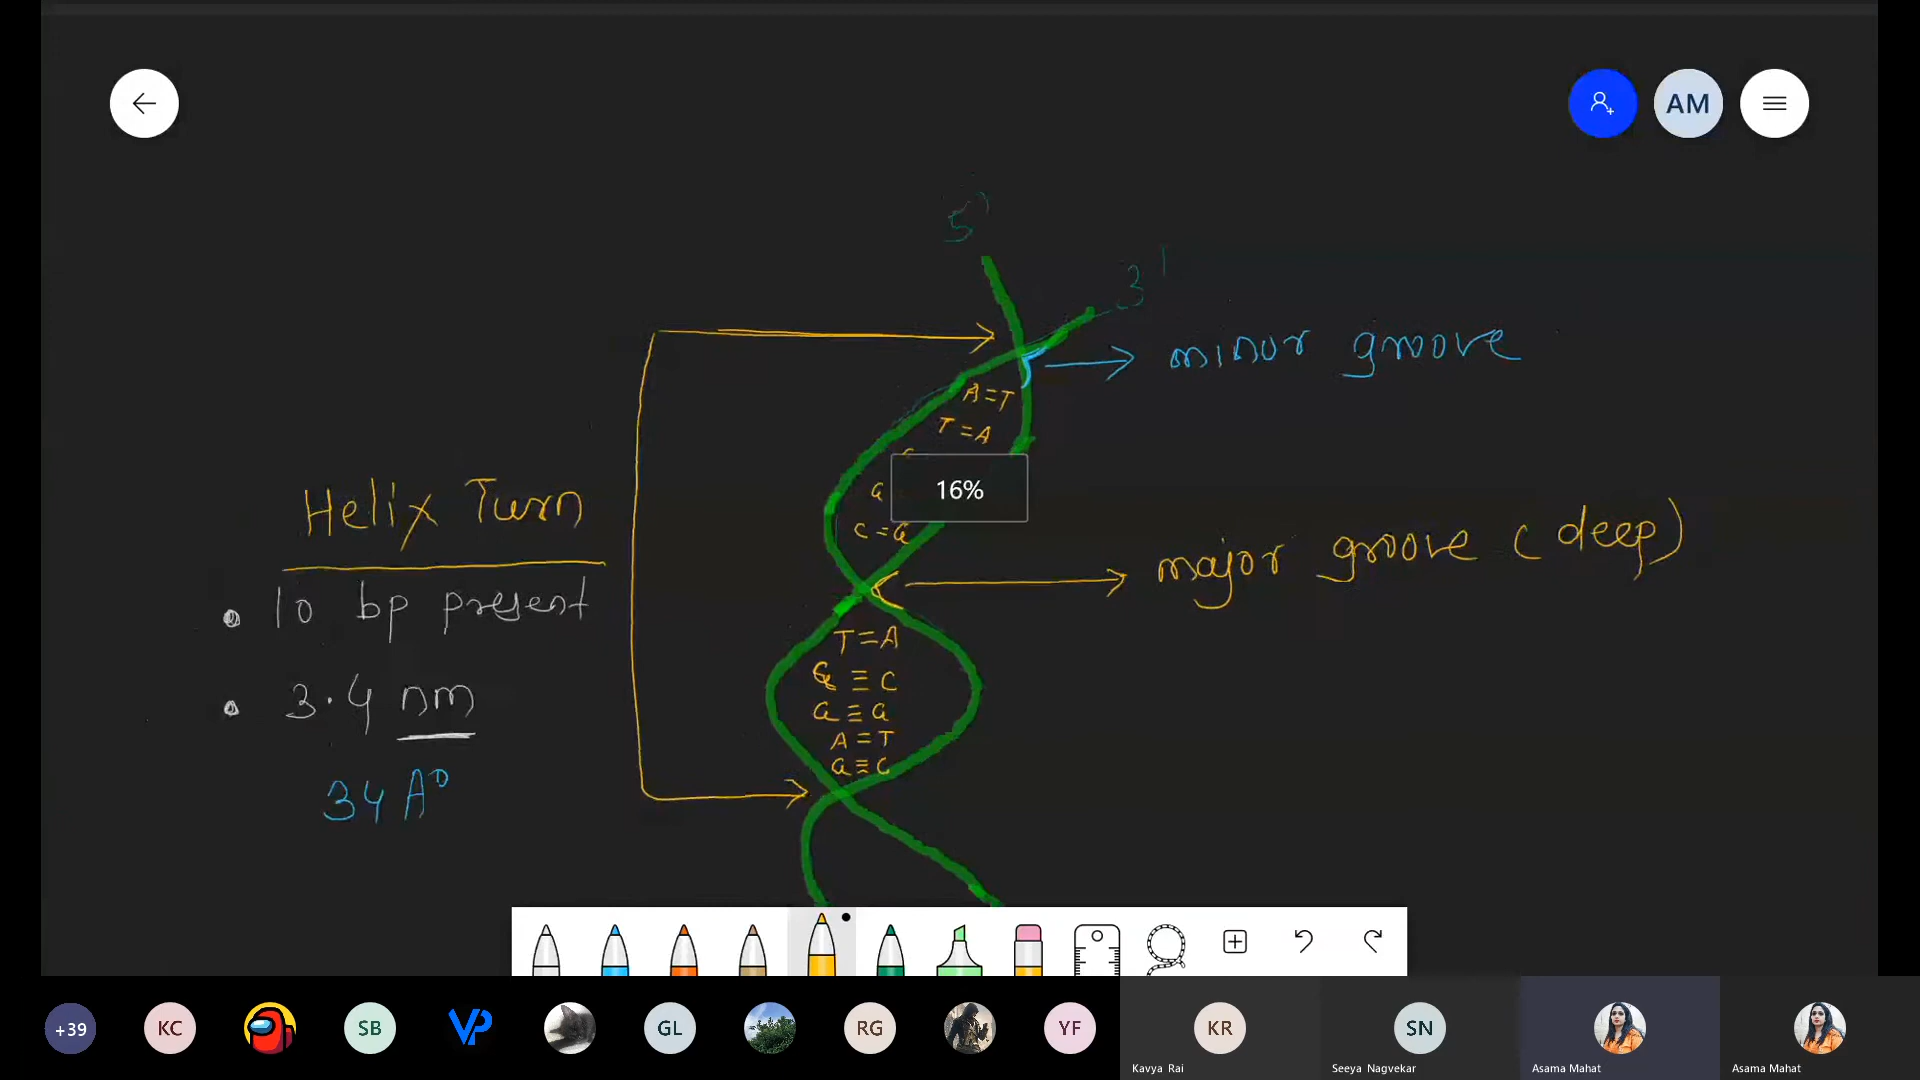 AM
5'
3'
minor groove
A=T
T=A
16%
C=G
Helix Turn
major groove (deep)
• 10 bp present
T=A
G≡C
G≡G
• 3.4 nm
A=T
G≡C
34 A°
+39
KC
SB
VP
GL
RG
YF
KR
SN
Kavya Rai
Seeya Nagvekar
Asama Mahat
Asama Mahat